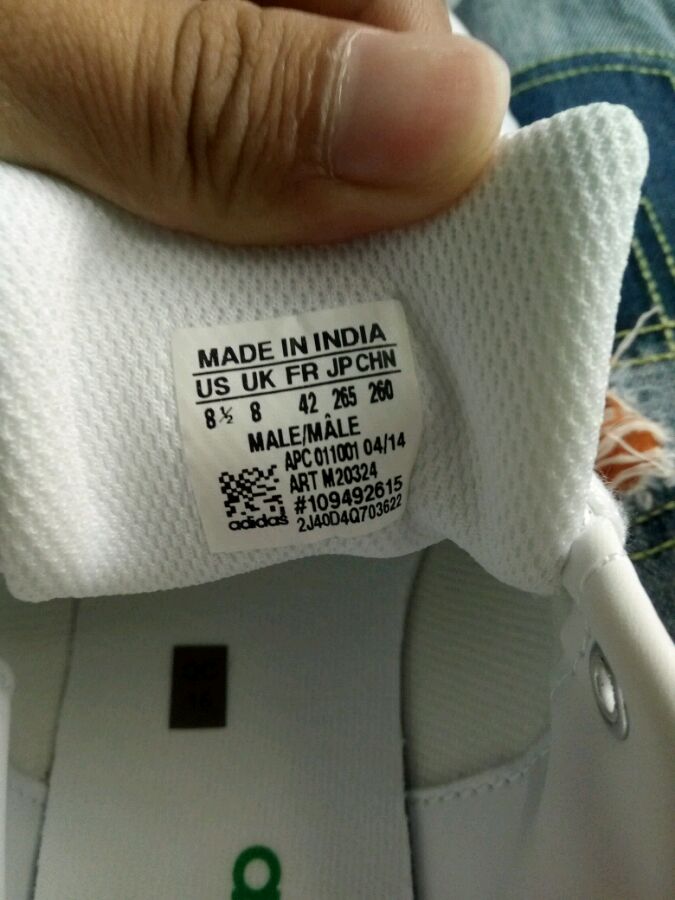 MADE IN INDIA
US UK FR JP CHN
8½ 8 42 265 260
MALE/MÂLE
APC 011001 04/14
ART M20324
#109492615
adidas 2J40D4Q703622